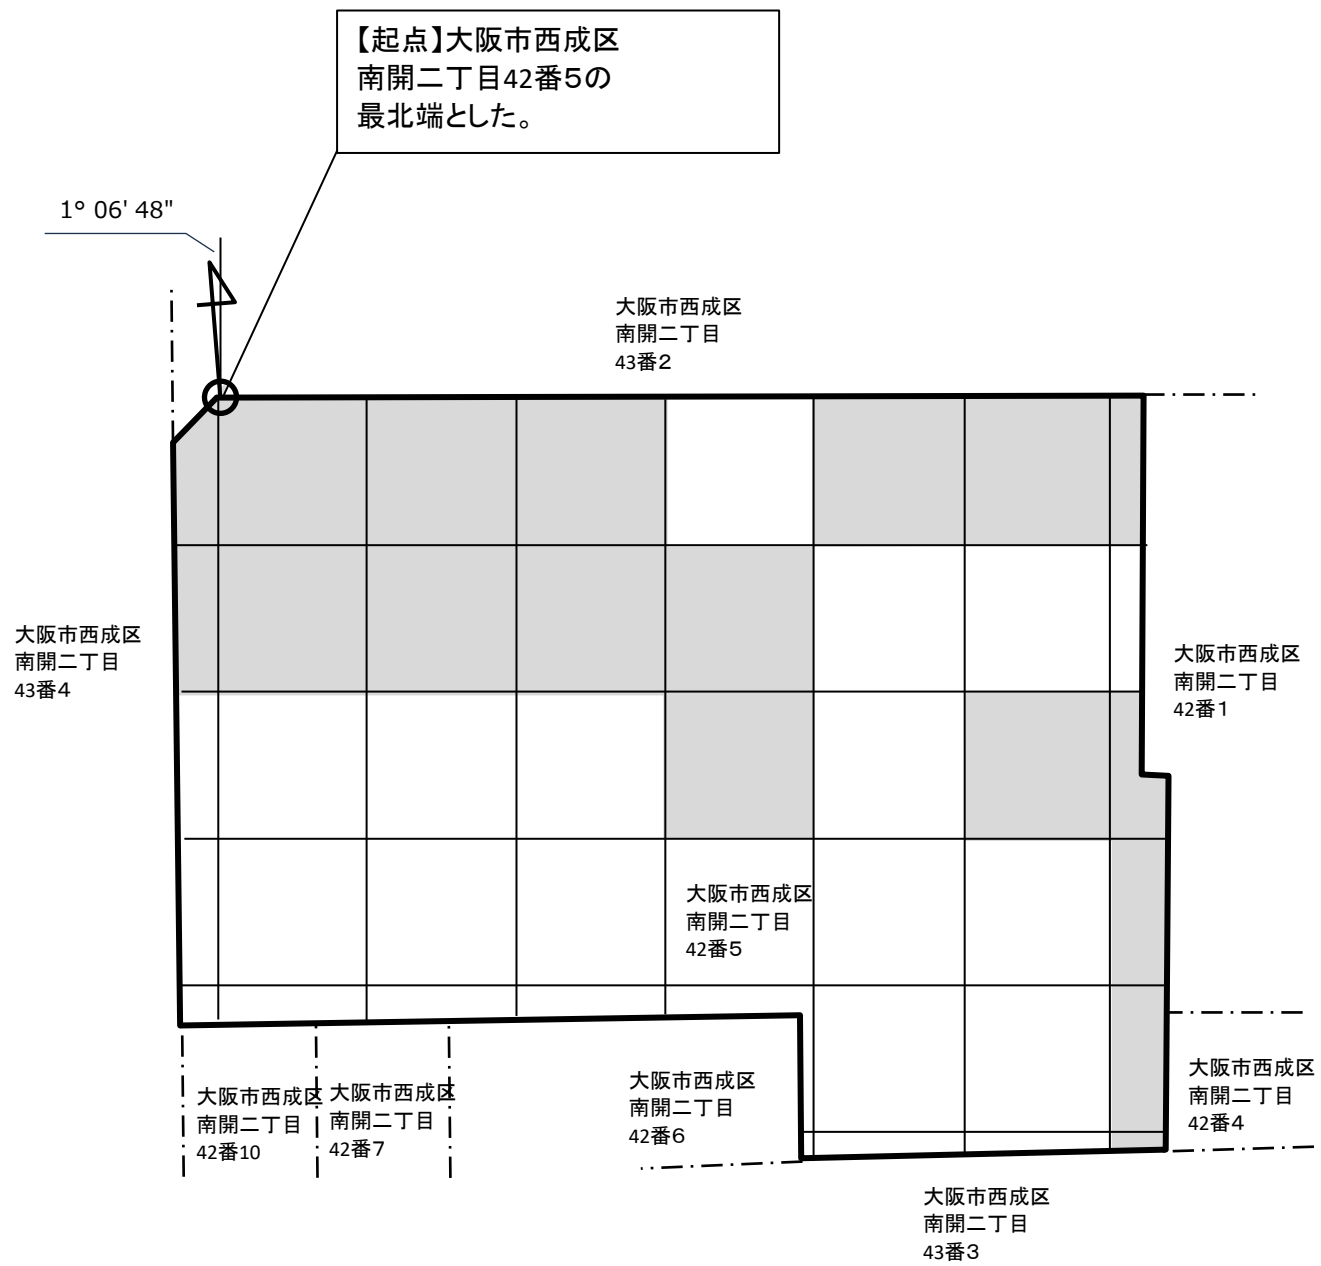 【起点】大阪市西成区
南開二丁目42番5の
最北端とした。
1° 06' 48"
大阪市西成区
南開二丁目
43番2
大阪市西成区
南開二丁目
43番4
大阪市西成区
南開二丁目
42番1
大阪市西成区
南開二丁目
42番5
大阪市西成区
南開二丁目
42番10
大阪市西成区
南開二丁目
42番7
大阪市西成区
南開二丁目
42番6
大阪市西成区
南開二丁目
42番4
大阪市西成区
南開二丁目
43番3